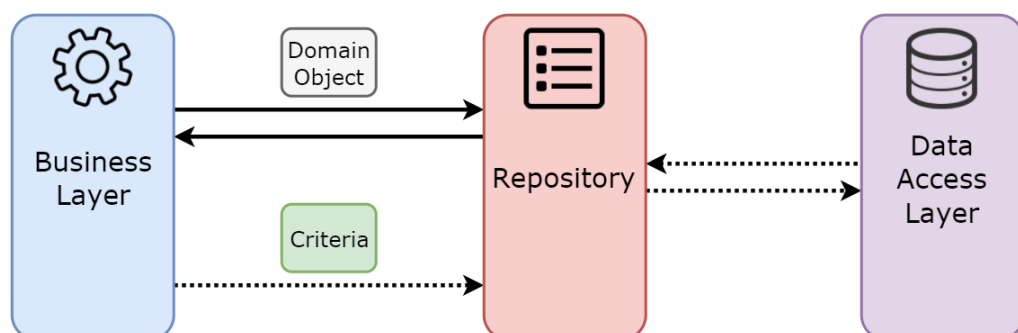 Domain
Object
Business
Layer
Criteria
Repository
Data
Access
Layer